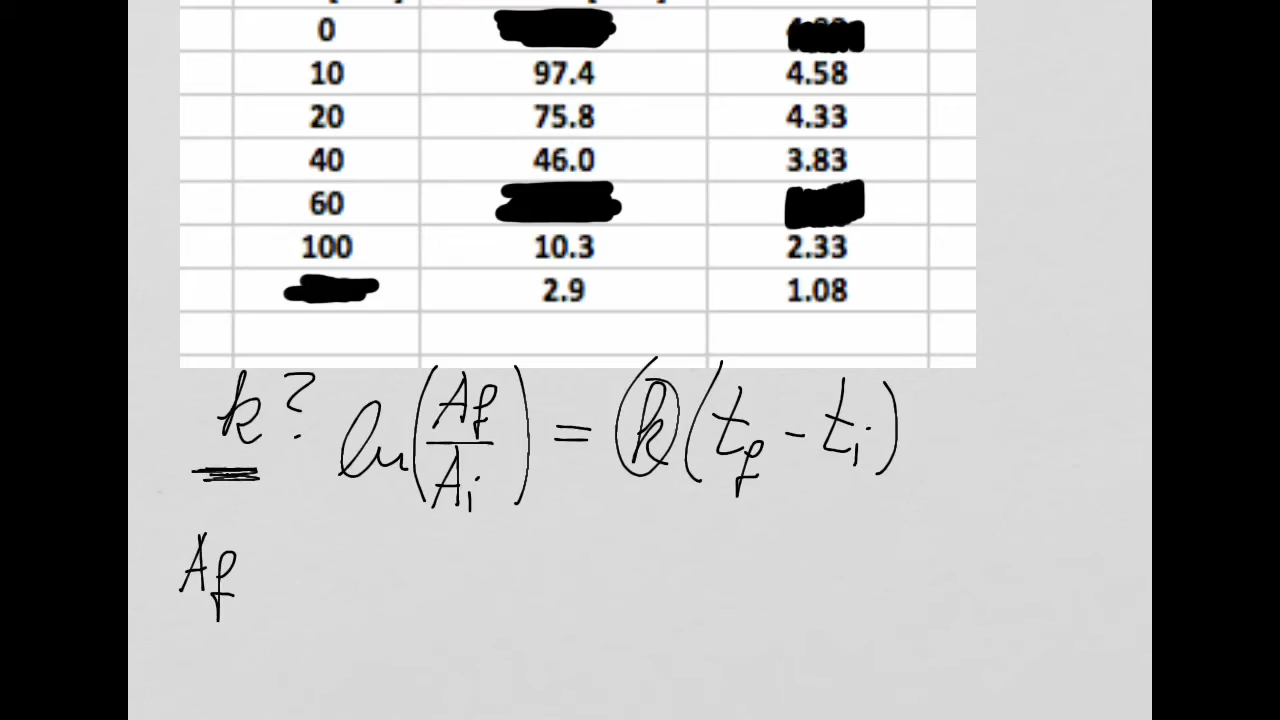 0
10 97.4 4.58
20 75.8 4.33
40 46.0 3.83
60
100 10.3 2.33
2.9 1.08
k? ln(Af/Ai) = k(tf - ti)
Af